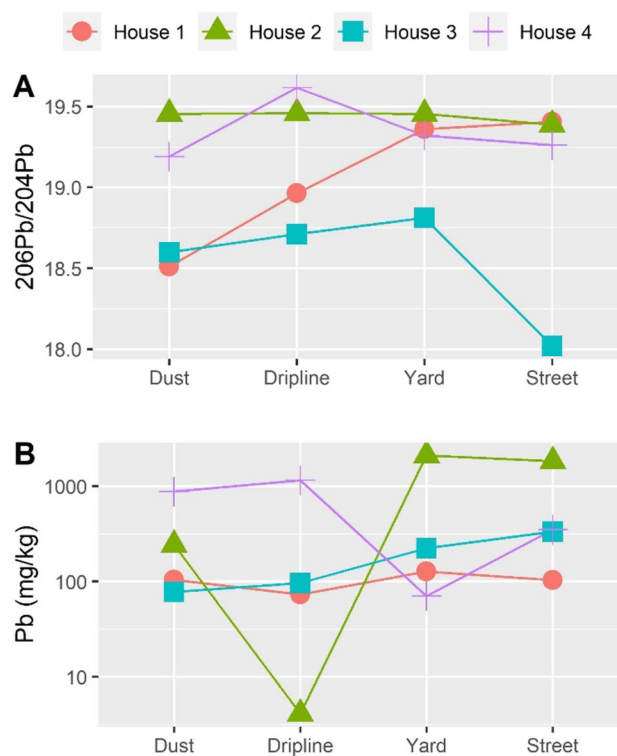 House 1 House 2 House 3 House 4
A
206Pb/204Pb
19.5
19.0
18.5
18.0
Dust Dripline Yard Street
B
Pb (mg/kg)
1000
100
10
Dust Dripline Yard Street